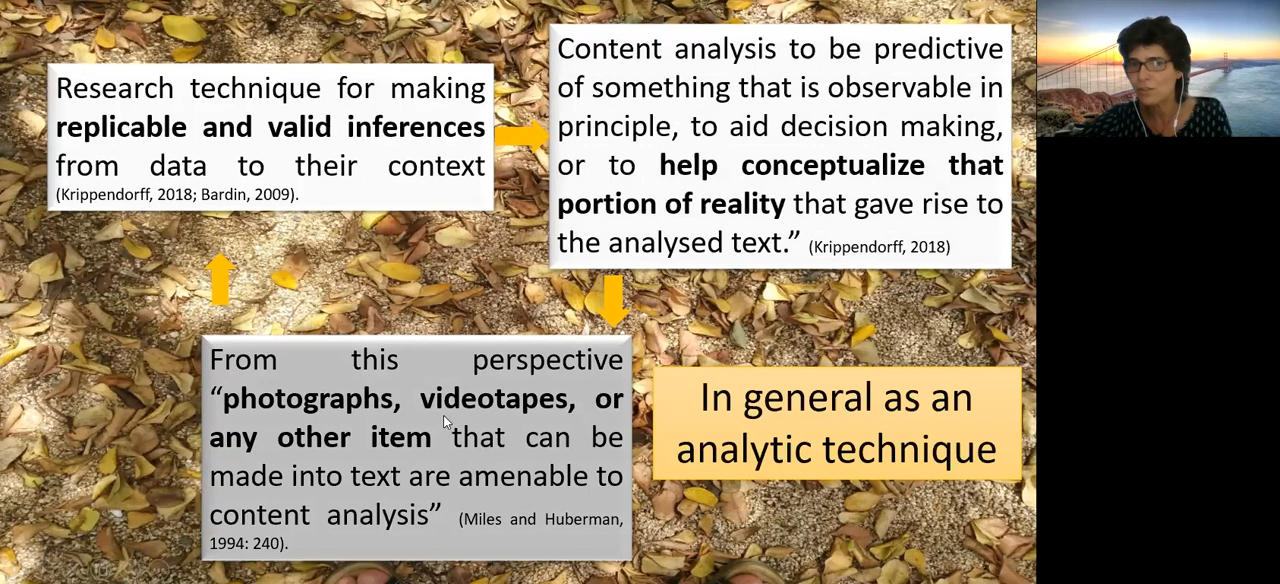 Research technique for making
replicable and valid inferences
from data to their context
(Krippendorff, 2018; Bardin, 2009).
Content analysis to be predictive
of something that is observable in
principle, to aid decision making,
or to help conceptualize that
portion of reality that gave rise to
the analysed text.” (Krippendorff, 2018)
From this perspective
“photographs, videotapes, or
any other item that can be
made into text are amenable to
content analysis” (Miles and Huberman,
1994: 240).
In general as an
analytic technique